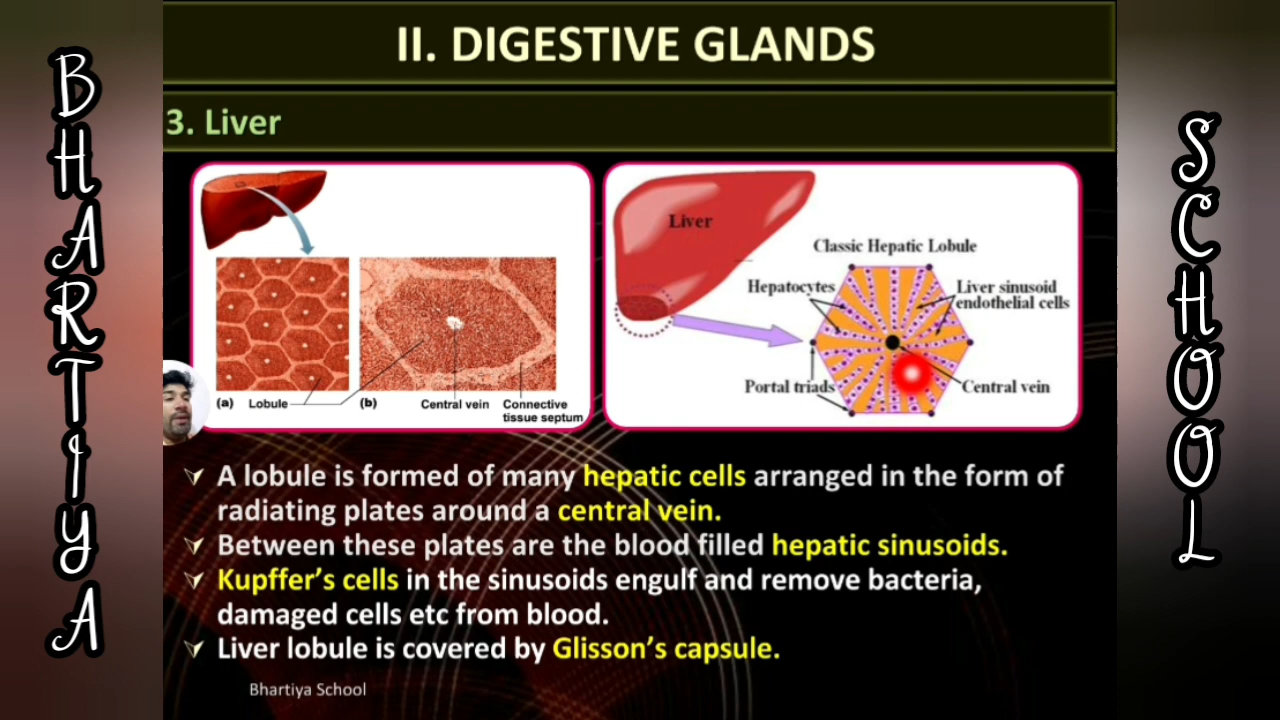 BHARTIYA
II. DIGESTIVE GLANDS
3. Liver
(a) Lobule
(b) Central vein Connective
tissue septum
Liver
Classic Hepatic Lobule
Hepatocytes
Liver sinusoid
endothelial cells
Portal triads
Central vein
A lobule is formed of many hepatic cells arranged in the form of
radiating plates around a central vein.
Between these plates are the blood filled hepatic sinusoids.
Kupffer's cells in the sinusoids engulf and remove bacteria,
damaged cells etc from blood.
Liver lobule is covered by Glisson's capsule.
Bhartiya School
SCHOOL